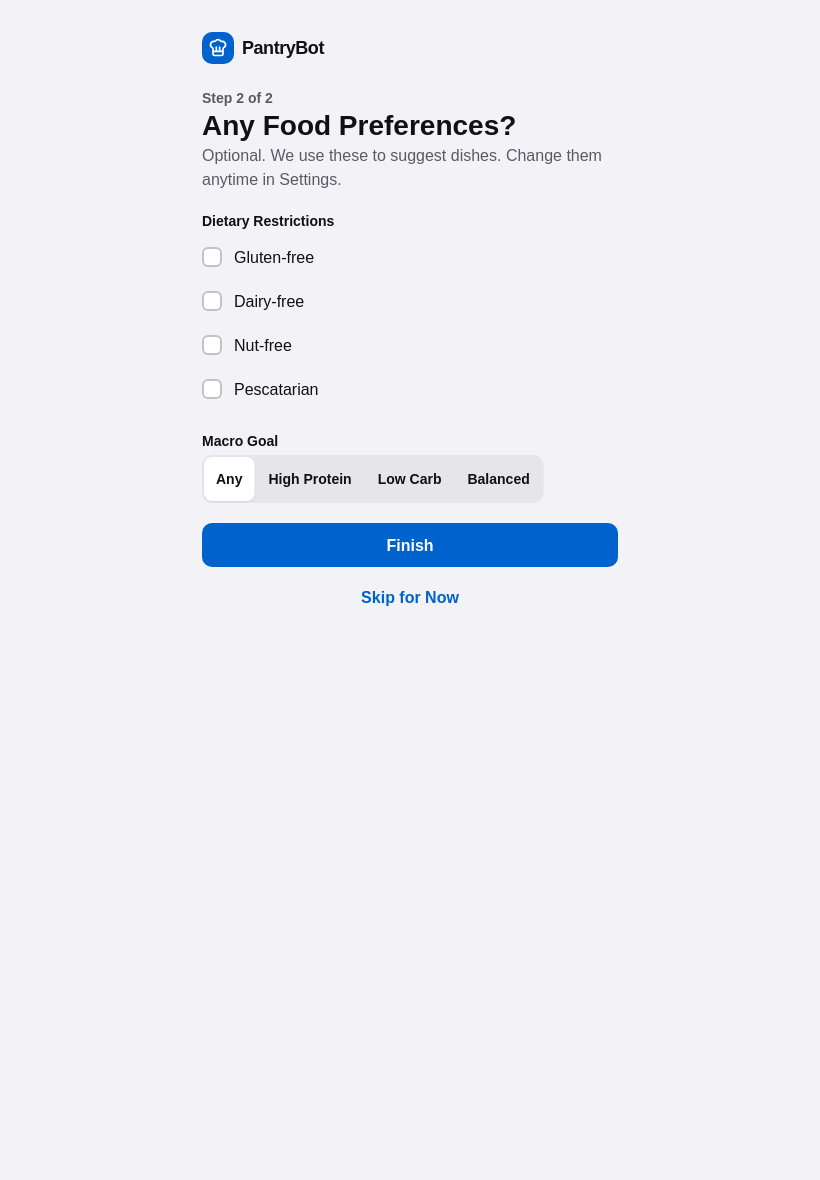 PantryBot
Step 2 of 2
Any Food Preferences?
Optional. We use these to suggest dishes. Change them
anytime in Settings.
Dietary Restrictions
Gluten-free
Dairy-free
Nut-free
Pescatarian
Macro Goal
Any High Protein Low Carb Balanced
Finish
Skip for Now